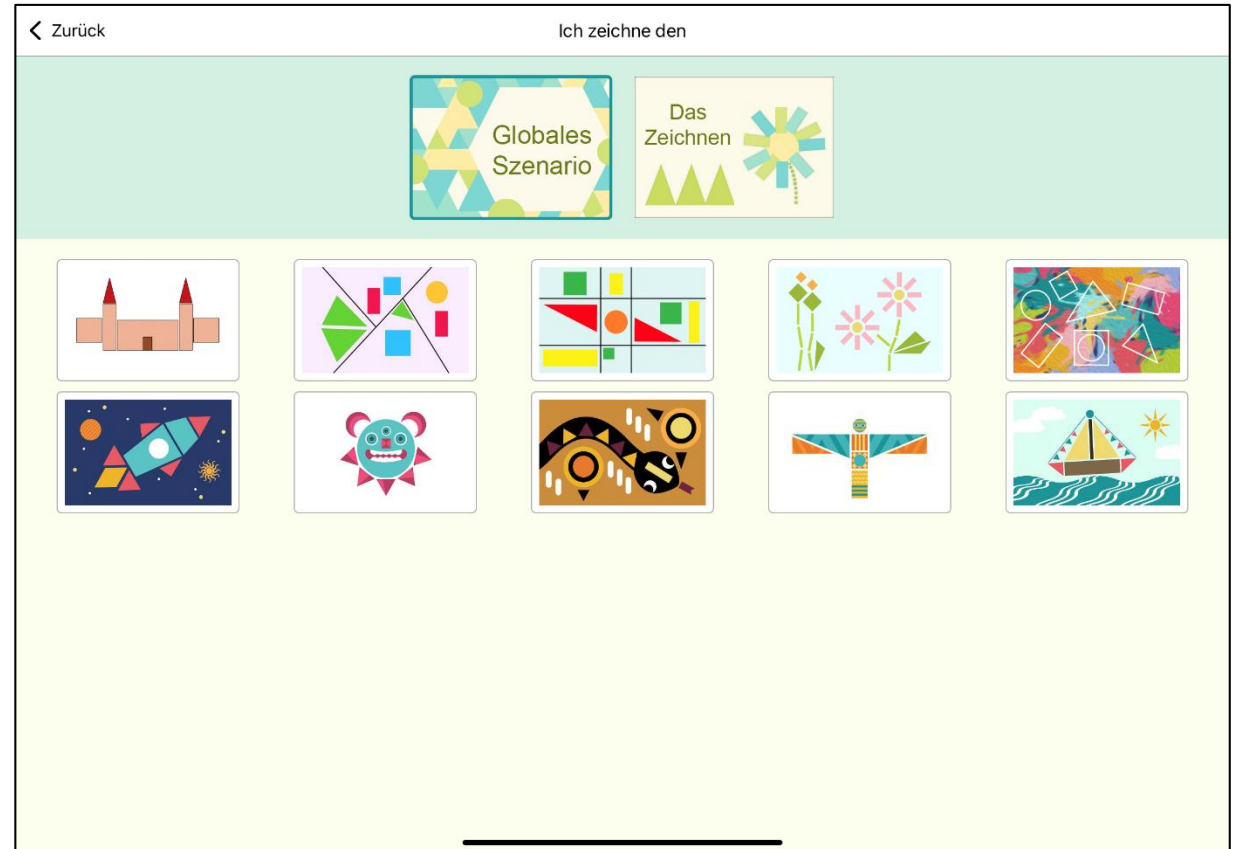 Zurück
Ich zeichne den
Globales
Szenario
Das
Zeichnen